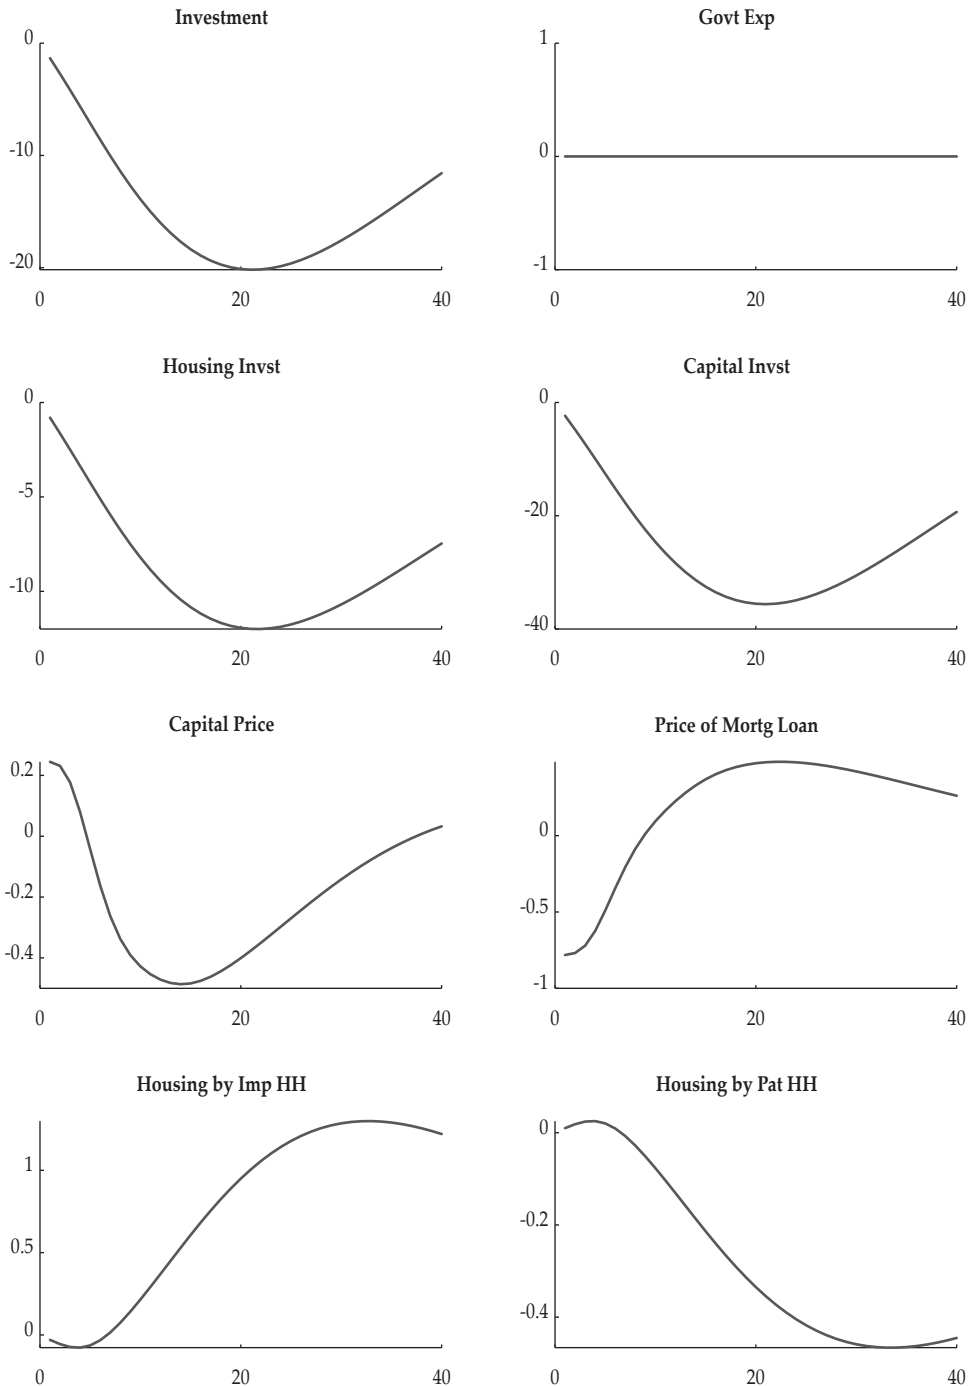 Investment
0
-10
-20
0 20 40
Govt Exp
1
0
-1
0 20 40
Housing Invst
0
-5
-10
0 20 40
Capital Invst
0
-20
-40
0 20 40
Capital Price
0.2
0
-0.2
-0.4
0 20 40
Price of Mortg Loan
0
-0.5
-1
0 20 40
Housing by Imp HH
1
0.5
0
0 20 40
Housing by Pat HH
0
-0.2
-0.4
0 20 40